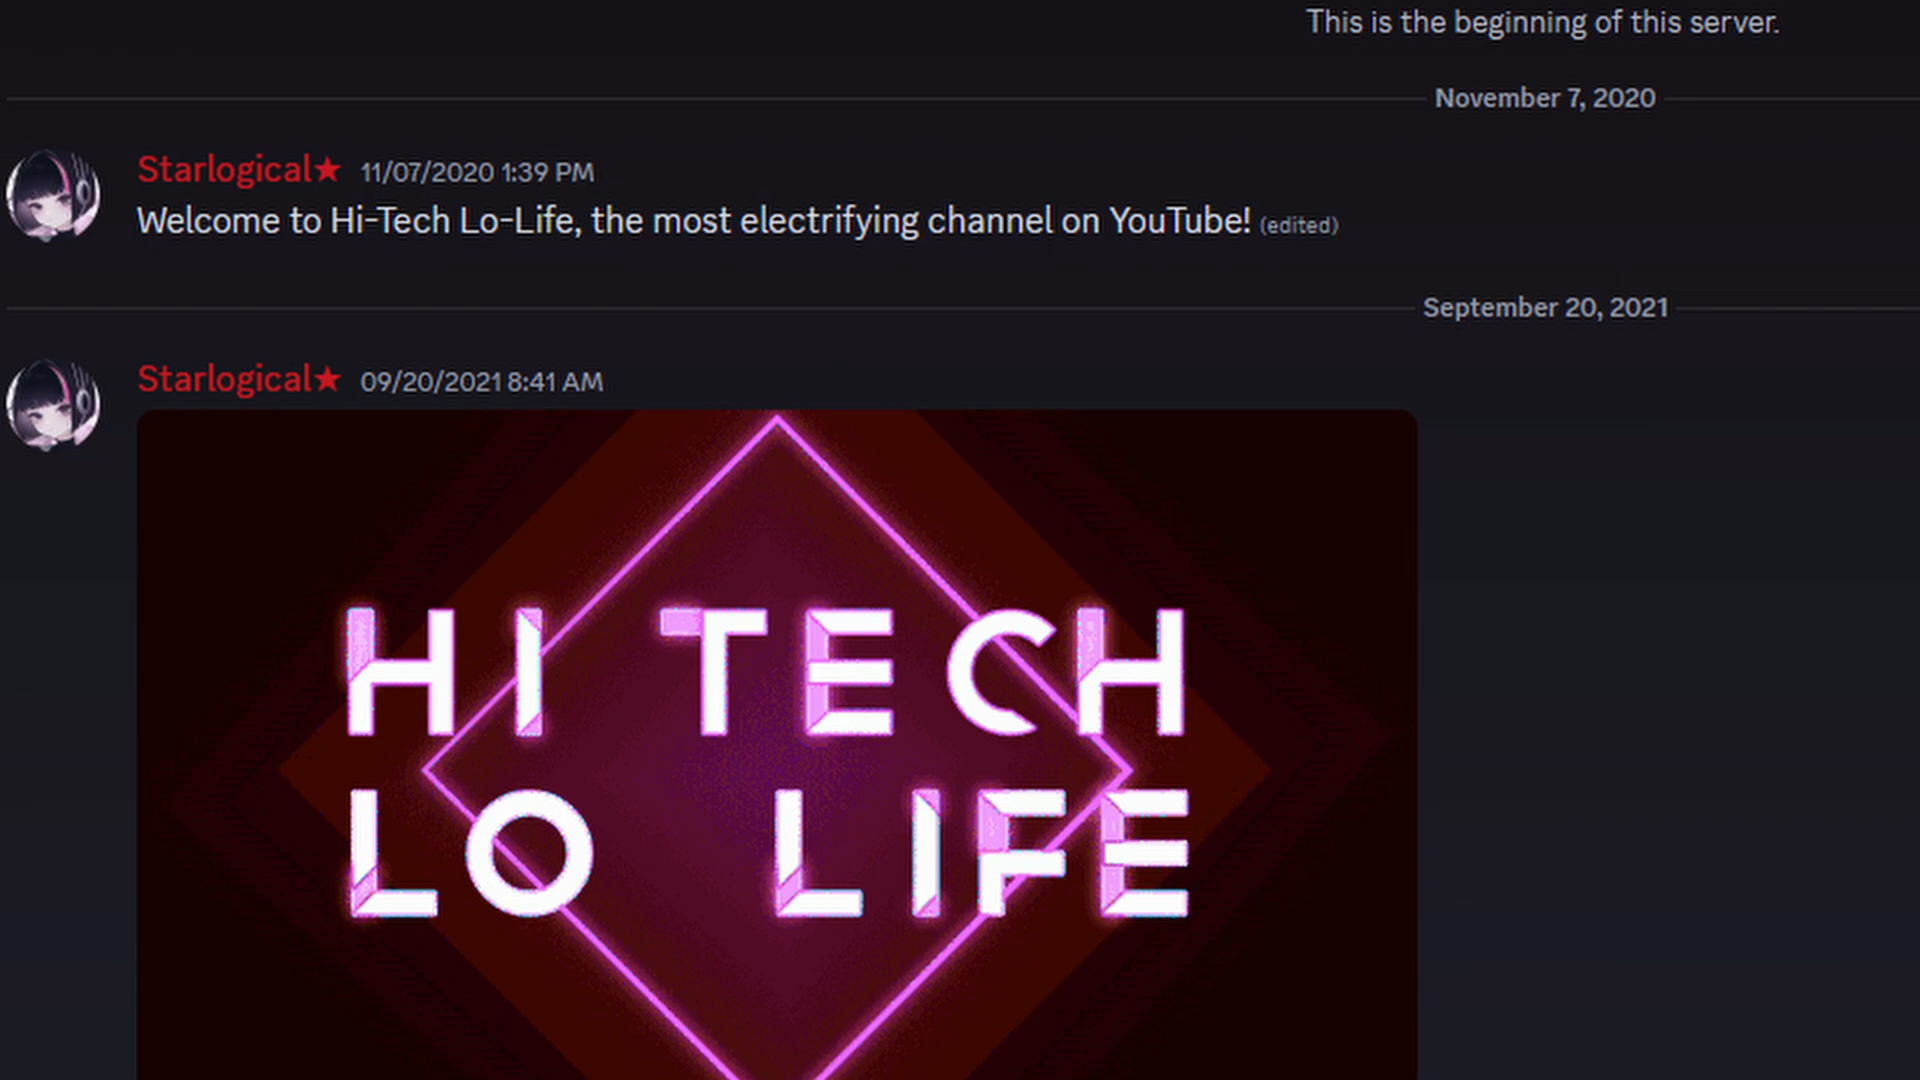 This is the beginning of this server.
November 7, 2020
Starlogical★ 11/07/2020 1:39 PM
Welcome to Hi-Tech Lo-Life, the most electrifying channel on YouTube! (edited)
September 20, 2021
Starlogical★ 09/20/2021 8:41 AM
HI TECH
LO LIFE